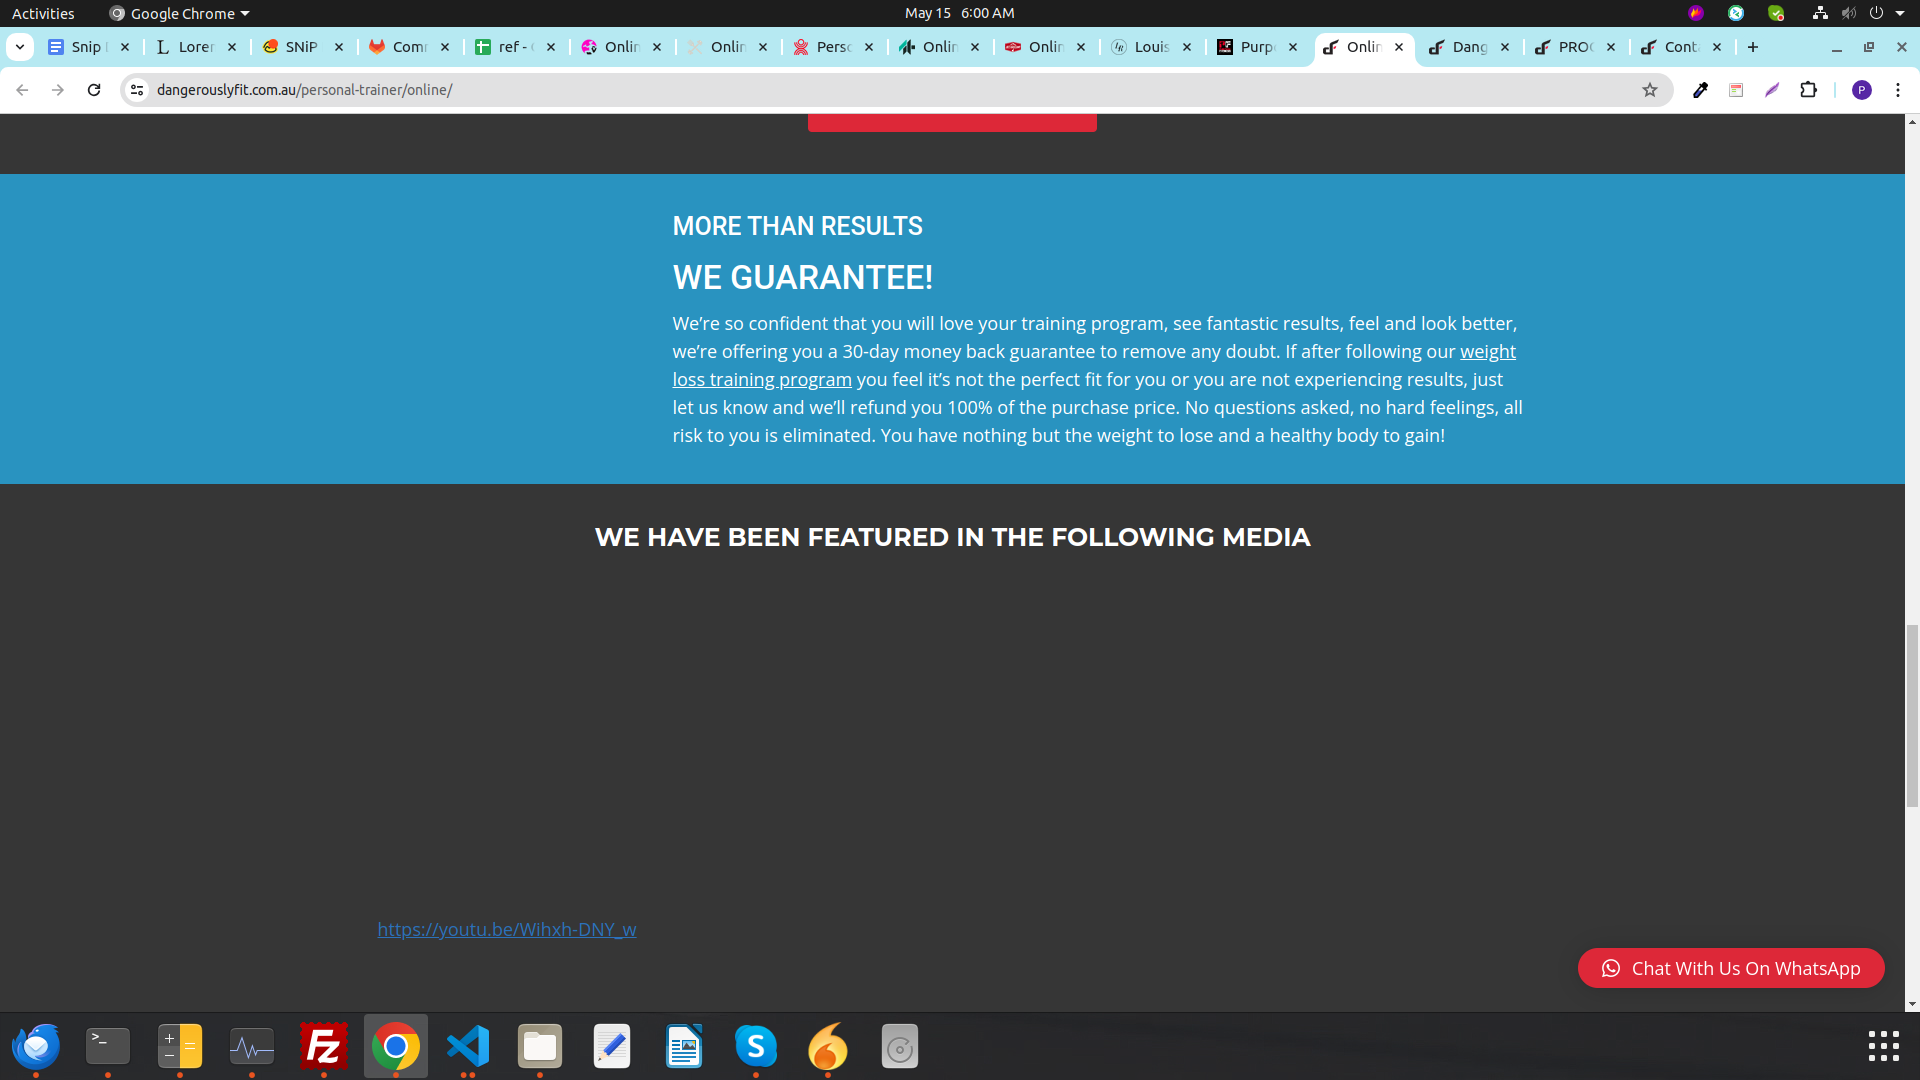 Activities
Google Chrome
May 15 6:00 AM
Snip
Lorer
SNiP
Comr
ref -
Onlin
Onlin
Perso
Onlin
Onlin
Louis
Purp
Onlin
Dang
PROC
Cont
dangerouslyfit.com.au/personal-trainer/online/
P
MORE THAN RESULTS
WE GUARANTEE!
We’re so confident that you will love your training program, see fantastic results, feel and look better,
we’re offering you a 30-day money back guarantee to remove any doubt. If after following our weight
loss training program you feel it’s not the perfect fit for you or you are not experiencing results, just
let us know and we’ll refund you 100% of the purchase price. No questions asked, no hard feelings, all
risk to you is eliminated. You have nothing but the weight to lose and a healthy body to gain!
WE HAVE BEEN FEATURED IN THE FOLLOWING MEDIA
https://youtu.be/Wihxh-DNY_w
Chat With Us On WhatsApp